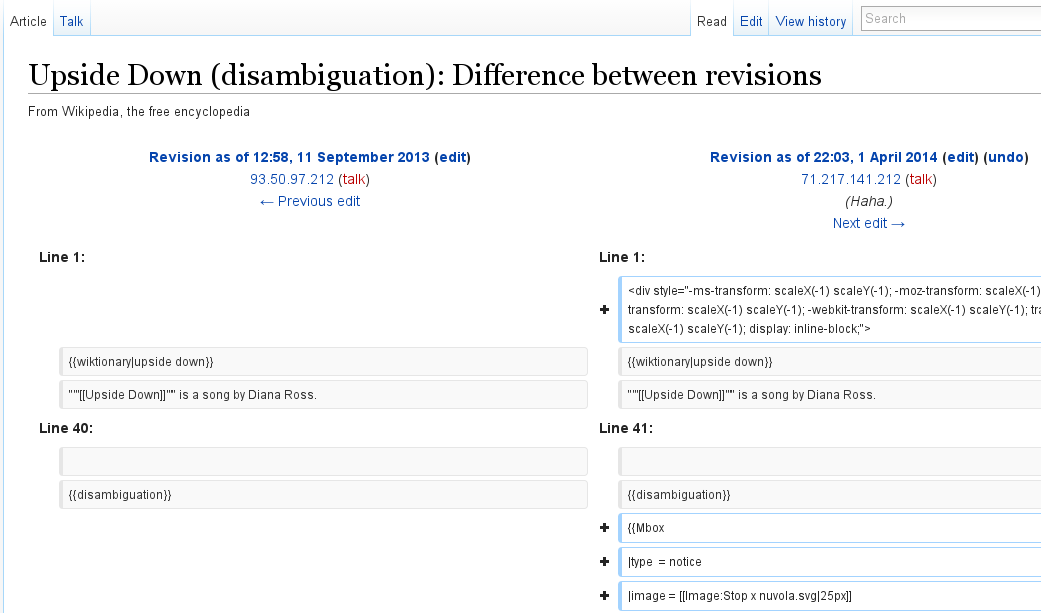 Article Talk Read Edit View history Search
Upside Down (disambiguation): Difference between revisions
From Wikipedia, the free encyclopedia
Revision as of 12:58, 11 September 2013 (edit)
93.50.97.212 (talk)
← Previous edit
Revision as of 22:03, 1 April 2014 (edit) (undo)
71.217.141.212 (talk)
(Haha.)
Next edit →
Line 1:
Line 1:
+ <div style="-ms-transform: scaleX(-1) scaleY(-1); -moz-transform: scaleX(-1)
transform: scaleX(-1) scaleY(-1); -webkit-transform: scaleX(-1) scaleY(-1); tra
scaleX(-1) scaleY(-1); display: inline-block;">
{{wiktionary|upside down}}
{{wiktionary|upside down}}
"'"[[Upside Down]]"'" is a song by Diana Ross.
"'"[[Upside Down]]"'" is a song by Diana Ross.
Line 40:
Line 41:
{{disambiguation}}
{{disambiguation}}
+ {{Mbox
+ |type = notice
+ |image = [[Image:Stop x nuvola.svg|25px]]